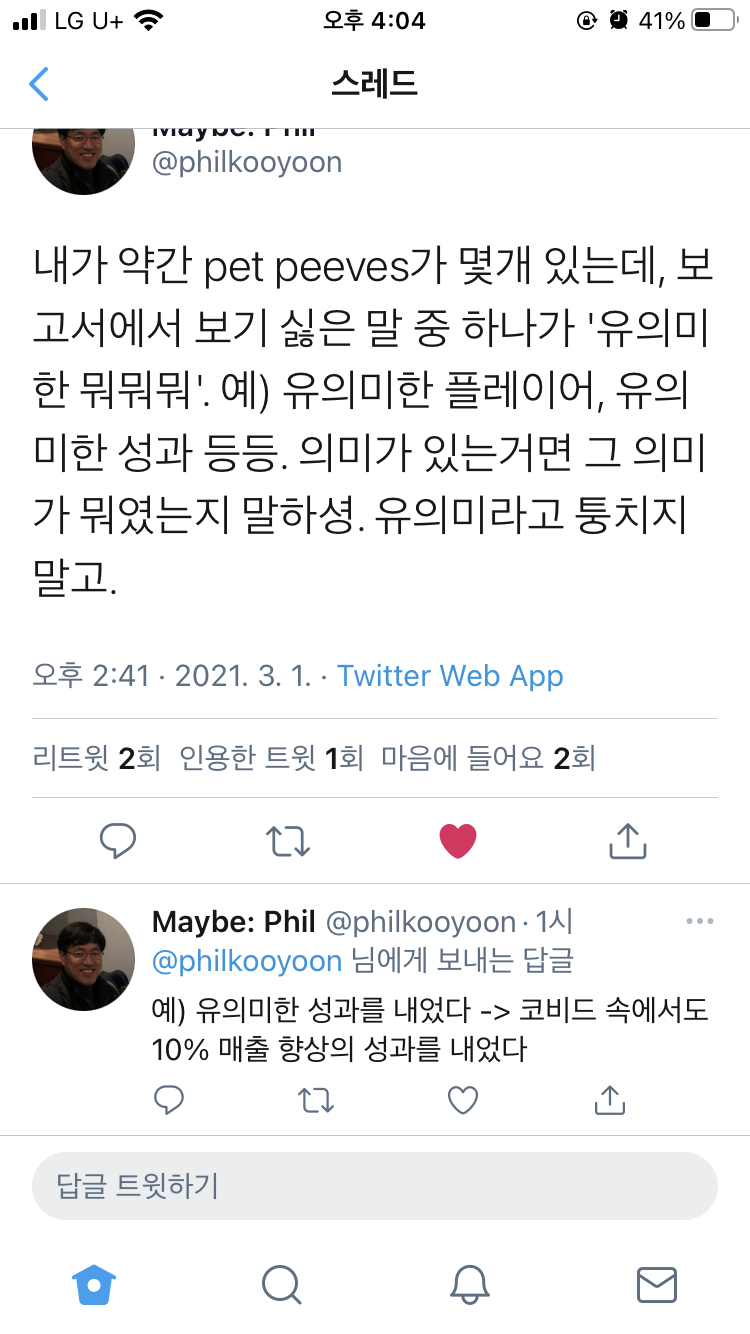 LG U+ 오후 4:04 41%
스레드
Maybe: Phil
@philkooyoon
내가 약간 pet peeves가 몇개 있는데, 보
고서에서 보기 싫은 말 중 하나가 '유의미
한 뭐뭐뭐'. 예) 유의미한 플레이어, 유의
미한 성과 등등. 의미가 있는거면 그 의미
가 뭐였는지 말하셩. 유의미라고 퉁치지
말고.
오후 2:41 · 2021. 3. 1. · Twitter Web App
리트윗 2회 인용한 트윗 1회 마음에 들어요 2회
Maybe: Phil @philkooyoon · 1시
@philkooyoon 님에게 보내는 답글
예) 유의미한 성과를 내었다 -> 코비드 속에서도
10% 매출 향상의 성과를 내었다
답글 트윗하기